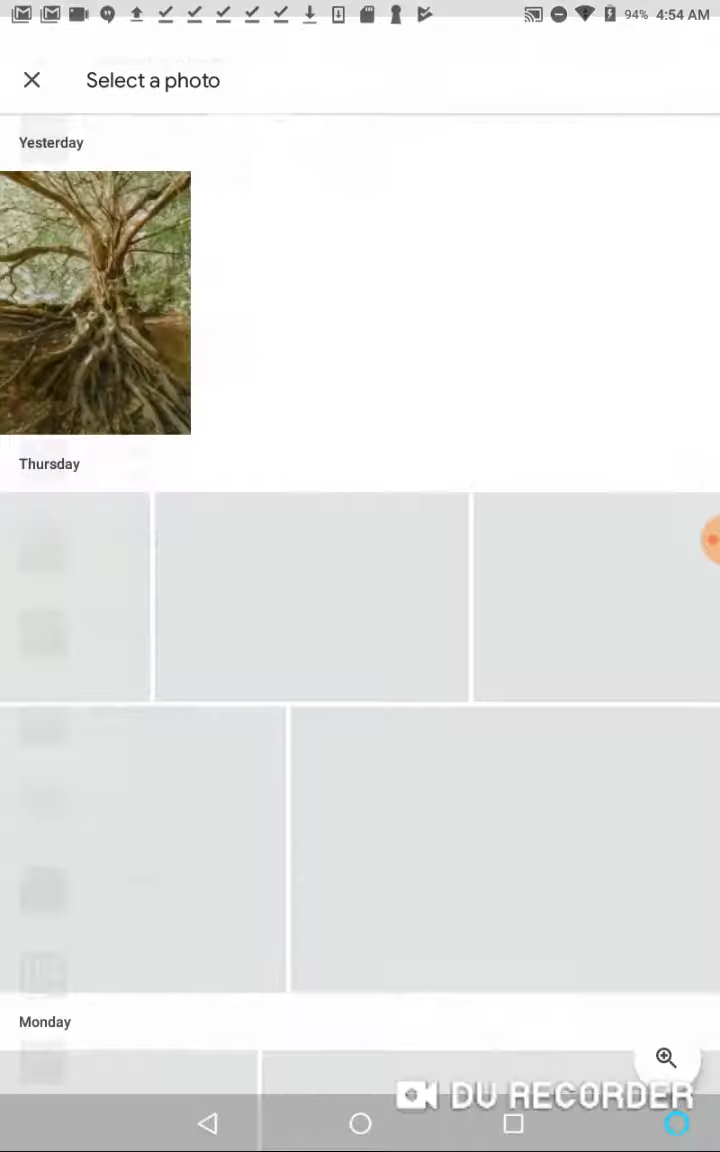 94% 4:54 AM
Select a photo
Yesterday
Thursday
Monday
DU RECORDER